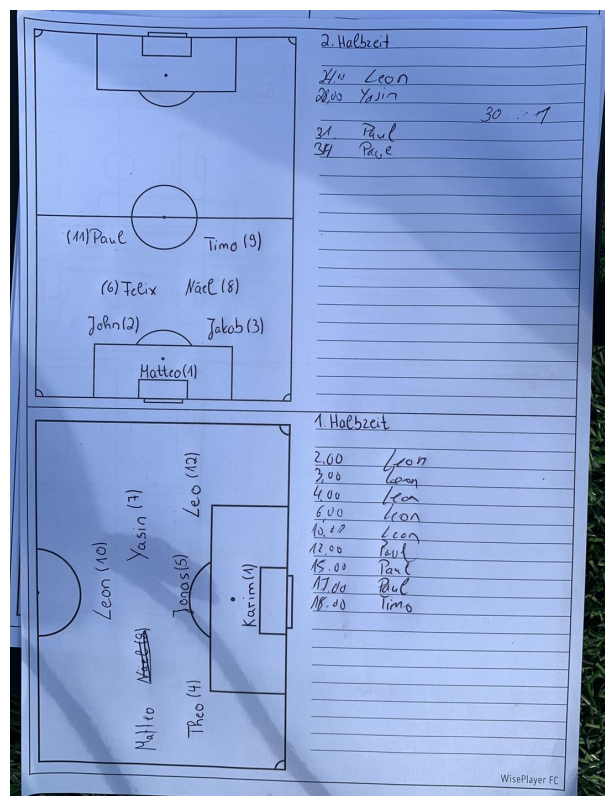 2. Halbzeit
24.00 Leon
28.00 Yasin
30 : 1
31. Paul
34 Paul
(11) Paul
Timo (9)
(6) Felix
Náel (8)
John (2)
Jakob (3)
Matteo (1)
1. Halbzeit
2.00 Leon
3.00 Leon
4.00 Leon
6.00 Leon
10.00 Leon
12.00 Paul
15.00 Paul
17.00 Paul
18.00 Timo
Leo (12)
Yasin (7)
Leon (10)
Jonas (5)
Karim (1)
Matteo
Theo (4)
WisePlayer FC